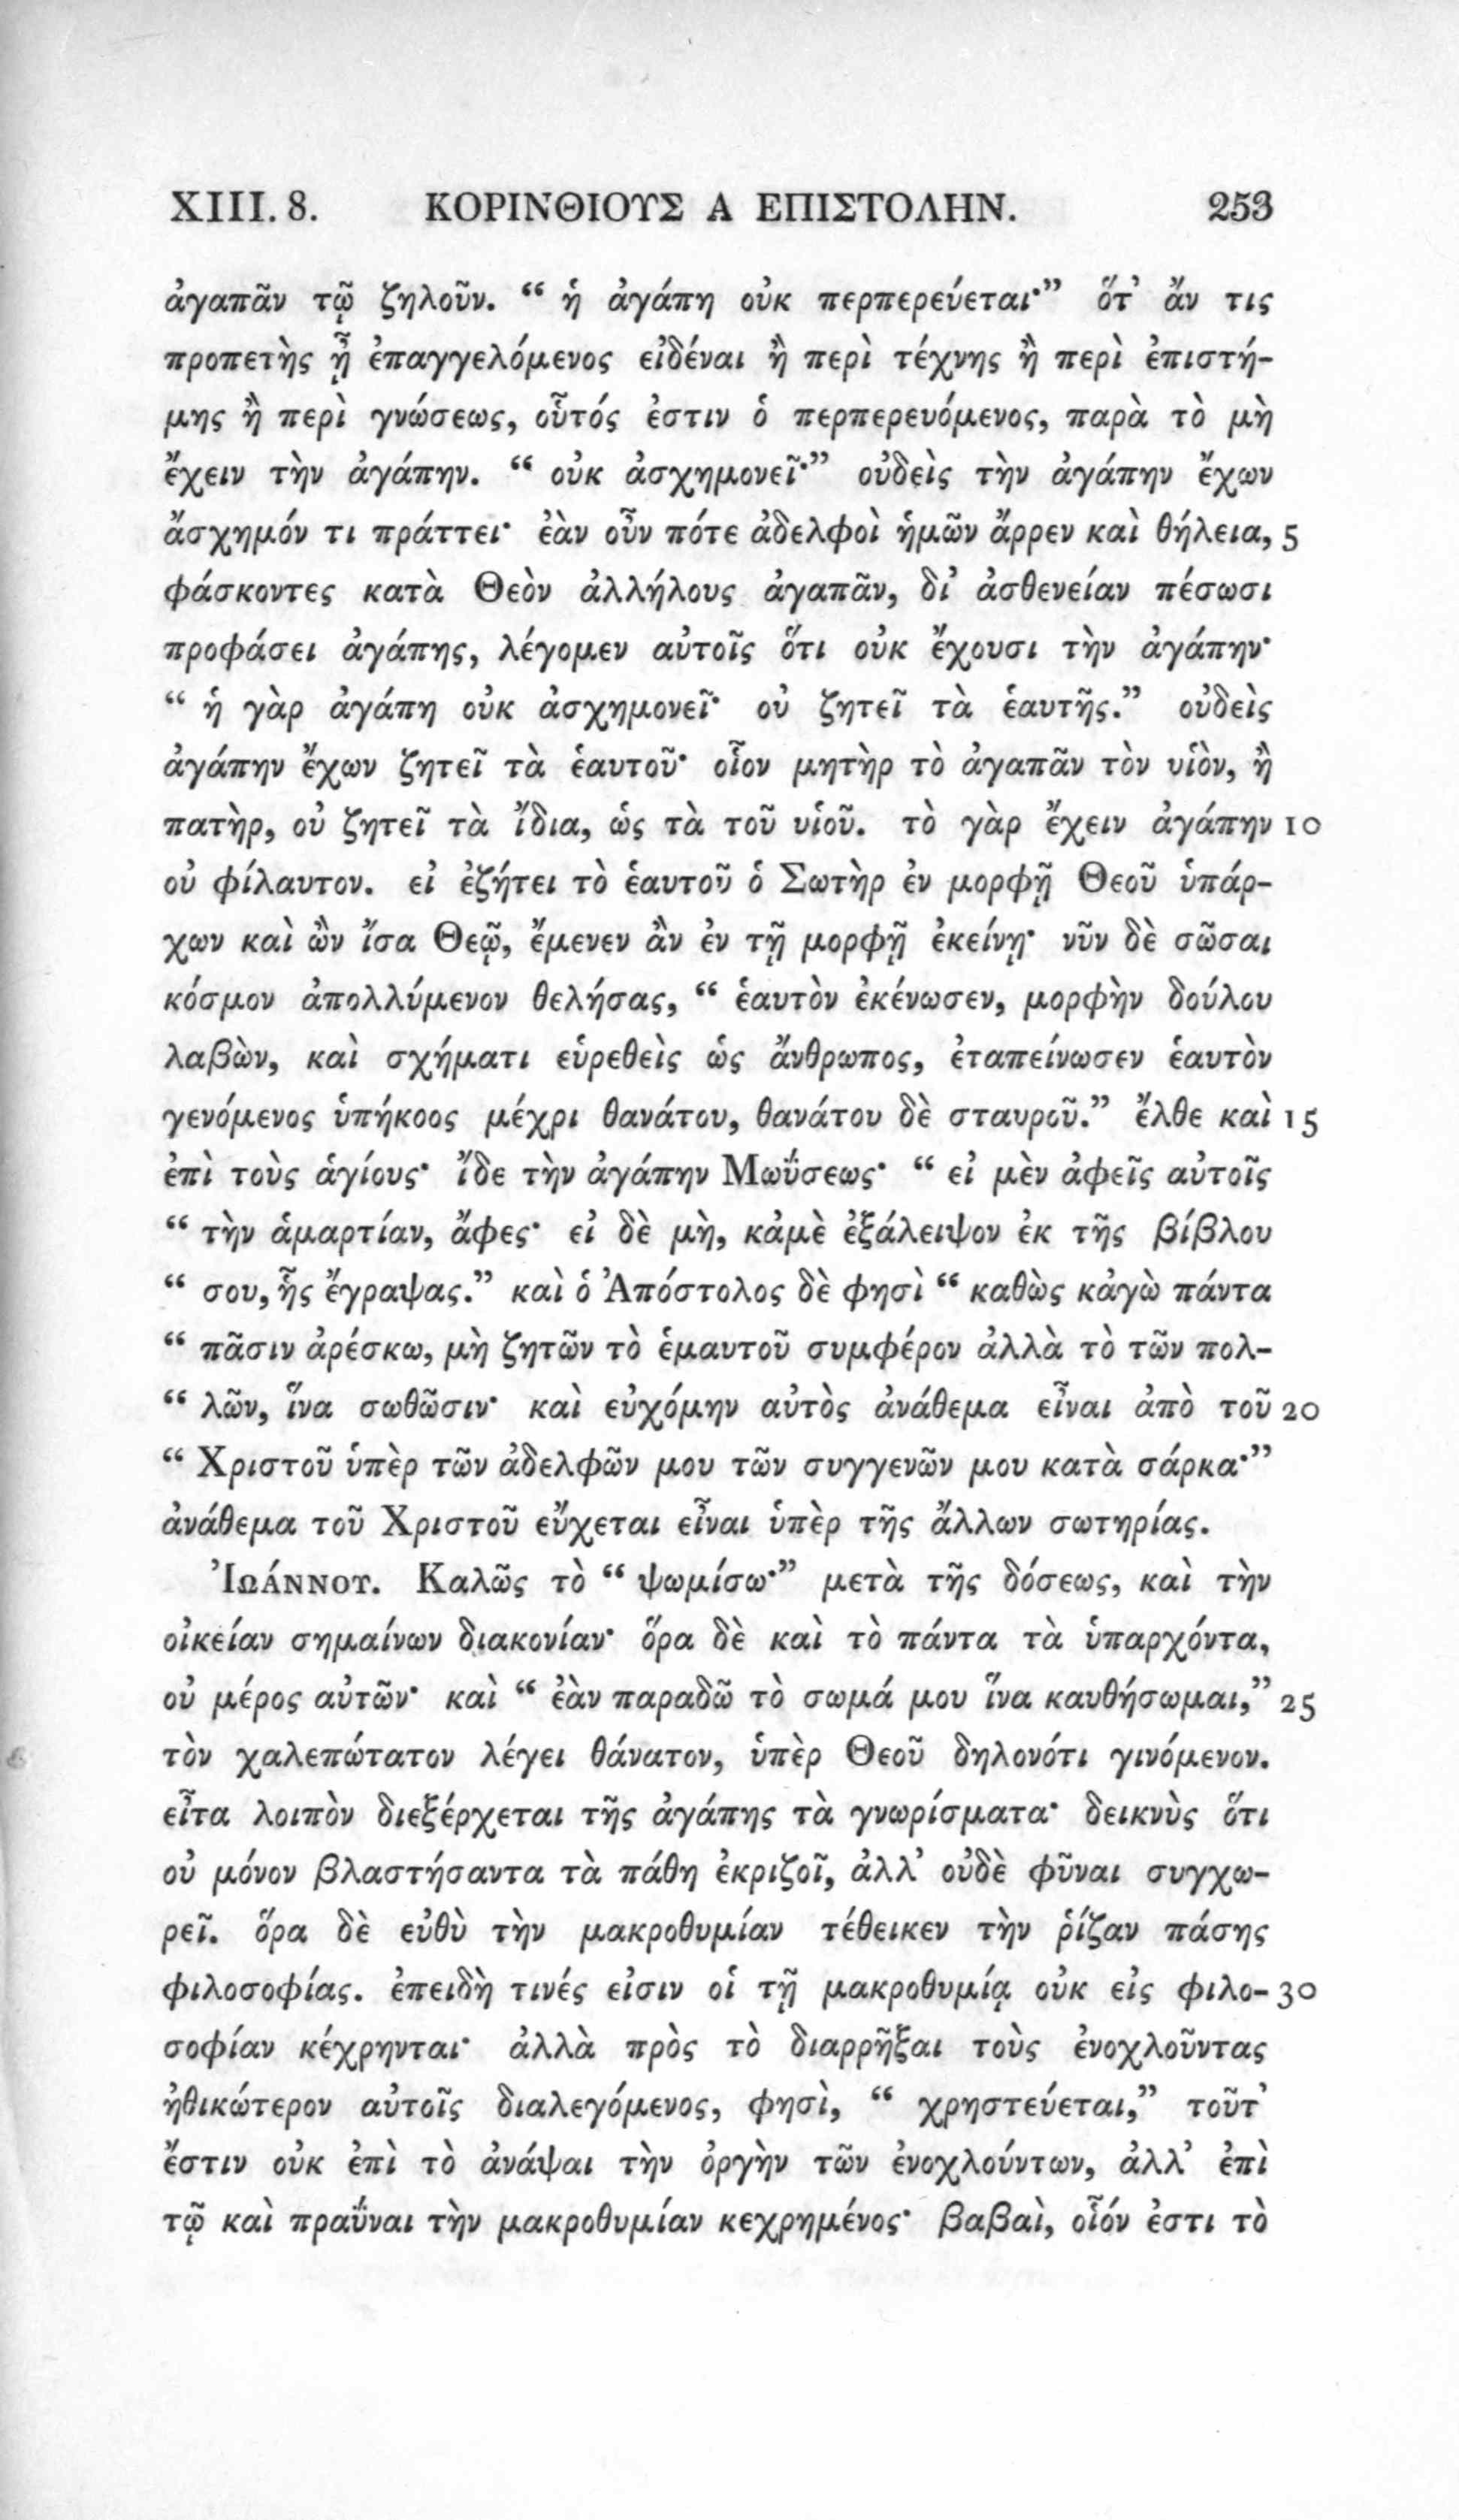 XIII. 8. ΚΟΡΙΝΘΙΟΥΣ Α ΕΠΙΣΤΟΛΗΝ. 253
ἀγαπᾶν τῷ ζηλοῦν. “ ἡ ἀγάπη οὐκ περπερεύεται·” ὅτ’ ἄν τις
προπετὴς ᾖ ἐπαγγελόμενος εἰδέναι ἢ περὶ τέχνης ἢ περὶ ἐπιστή-
μης ἢ περὶ γνώσεως, οὗτός ἐστιν ὁ περπερευόμενος, παρὰ τὸ μὴ
ἔχειν τὴν ἀγάπην. “ οὐκ ἀσχημονεῖ·” οὐδεὶς τὴν ἀγάπην ἔχων
ἄσχημόν τι πράττει· ἐὰν οὖν πότε ἀδελφοὶ ἡμῶν ἄρρεν καὶ θήλεια, 5
φάσκοντες κατὰ Θεὸν ἀλλήλους ἀγαπᾶν, δι’ ἀσθενείαν πέσωσι
προφάσει ἀγάπης, λέγομεν αὐτοῖς ὅτι οὐκ ἔχουσι τὴν ἀγάπην·
“ ἡ γὰρ ἀγάπη οὐκ ἀσχημονεῖ· οὐ ζητεῖ τὰ ἑαυτῆς.” οὐδεὶς
ἀγάπην ἔχων ζητεῖ τὰ ἑαυτοῦ· οἷον μητὴρ τὸ ἀγαπᾶν τὸν υἱὸν, ἢ
πατὴρ, οὐ ζητεῖ τὰ ἴδια, ὡς τὰ τοῦ υἱοῦ. τὸ γὰρ ἔχειν ἀγάπην 10
οὐ φίλαυτον. εἰ ἐζήτει τὸ ἑαυτοῦ ὁ Σωτὴρ ἐν μορφῇ Θεοῦ ὑπάρ-
χων καὶ ὢν ἴσα Θεῷ, ἔμενεν ἂν ἐν τῇ μορφῇ ἐκείνῃ· νῦν δὲ σῶσαι
κόσμον ἀπολλύμενον θελήσας, “ ἑαυτὸν ἐκένωσεν, μορφὴν δούλου
λαβὼν, καὶ σχήματι εὑρεθεὶς ὡς ἄνθρωπος, ἐταπείνωσεν ἑαυτὸν
γενόμενος ὑπήκοος μέχρι θανάτου, θανάτου δὲ σταυροῦ.” ἔλθε καὶ 15
ἐπὶ τοὺς ἁγίους· ἴδε τὴν ἀγάπην Μωΰσεως· “ εἰ μὲν ἀφεῖς αὐτοῖς
“ τὴν ἁμαρτίαν, ἄφες· εἰ δὲ μὴ, κἀμὲ ἐξάλειψον ἐκ τῆς βίβλου
“ σου, ἧς ἔγραψας.” καὶ ὁ Ἀπόστολος δὲ φησὶ “ καθὼς κἀγὼ πάντα
“ πᾶσιν ἀρέσκω, μὴ ζητῶν τὸ ἐμαυτοῦ συμφέρον ἀλλὰ τὸ τῶν πολ-
“ λῶν, ἵνα σωθῶσιν· καὶ εὐχόμην αὐτὸς ἀνάθεμα εἶναι ἀπὸ τοῦ 20
“ Χριστοῦ ὑπὲρ τῶν ἀδελφῶν μου τῶν συγγενῶν μου κατὰ σάρκα·”
ἀνάθεμα τοῦ Χριστοῦ εὔχεται εἶναι ὑπὲρ τῆς ἄλλων σωτηρίας.
Ἰωάννου. Καλῶς τὸ “ ψωμίσω·” μετὰ τῆς δόσεως, καὶ τὴν
οἰκείαν σημαίνων διακονίαν· ὅρα δὲ καὶ τὸ πάντα τὰ ὑπαρχόντα,
οὐ μέρος αὐτῶν· καὶ “ ἐὰν παραδῶ τὸ σωμά μου ἵνα καυθήσωμαι,” 25
τὸν χαλεπώτατον λέγει θάνατον, ὑπὲρ Θεοῦ δηλονότι γινόμενον.
εἶτα λοιπὸν διεξέρχεται τῆς ἀγάπης τὰ γνωρίσματα· δεικνὺς ὅτι
οὐ μόνον βλαστήσαντα τὰ πάθη ἐκριζοῖ, ἀλλ’ οὐδὲ φῦναι συγχω-
ρεῖ. ὅρα δὲ εὐθὺ τὴν μακροθυμίαν τέθεικεν τὴν ῥίζαν πάσης
φιλοσοφίας. ἐπειδὴ τινές εἰσιν οἱ τῇ μακροθυμίᾳ οὐκ εἰς φιλο- 30
σοφίαν κέχρηνται· ἀλλὰ πρὸς τὸ διαρρῆξαι τοὺς ἐνοχλοῦντας
ἠθικώτερον αὐτοῖς διαλεγόμενος, φησὶ, “ χρηστεύεται,” τοῦτ’
ἔστιν οὐκ ἐπὶ τὸ ἀνάψαι τὴν ὀργὴν τῶν ἐνοχλούντων, ἀλλ’ ἐπὶ
τῷ καὶ πραΰναι τὴν μακροθυμίαν κεχρημένος· βαβαὶ, οἷόν ἐστι τὸ